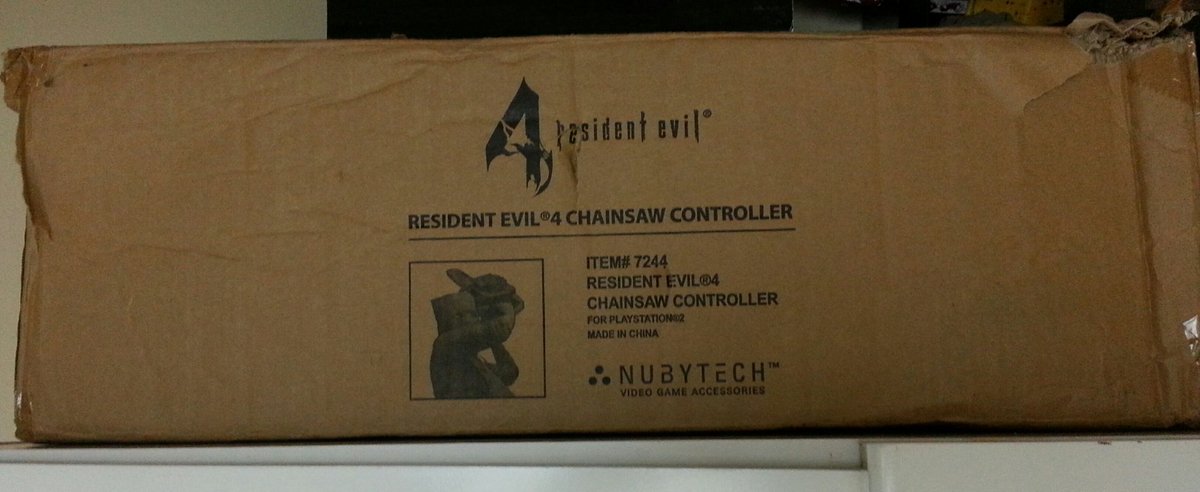 4 resident evil®
RESIDENT EVIL®4 CHAINSAW CONTROLLER
ITEM# 7244
RESIDENT EVIL®4
CHAINSAW CONTROLLER
FOR PLAYSTATION®2
MADE IN CHINA
NUBYTECH™
VIDEO GAME ACCESSORIES